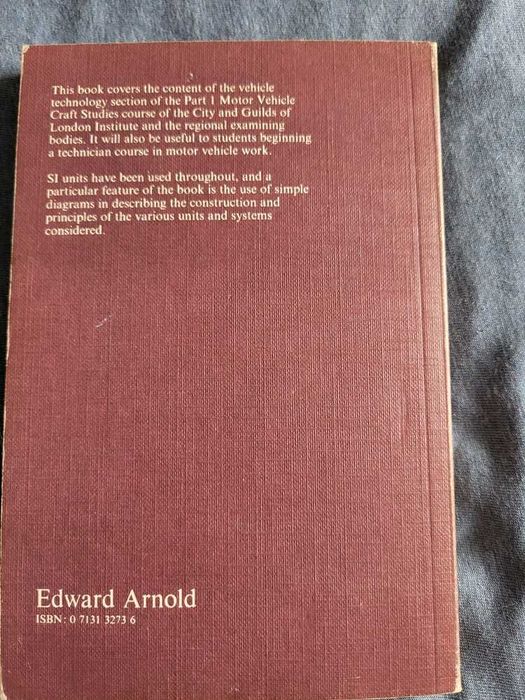 This book covers the content of the vehicle
technology section of the Part 1 Motor Vehicle
Craft Studies course of the City and Guilds of
London Institute and the regional examining
bodies. It will also be useful to students beginning
a technician course in motor vehicle work.
SI units have been used throughout, and a
particular feature of the book is the use of simple
diagrams in describing the construction and
principles of the various units and systems
considered.
Edward Arnold
ISBN: 0 7131 3273 6